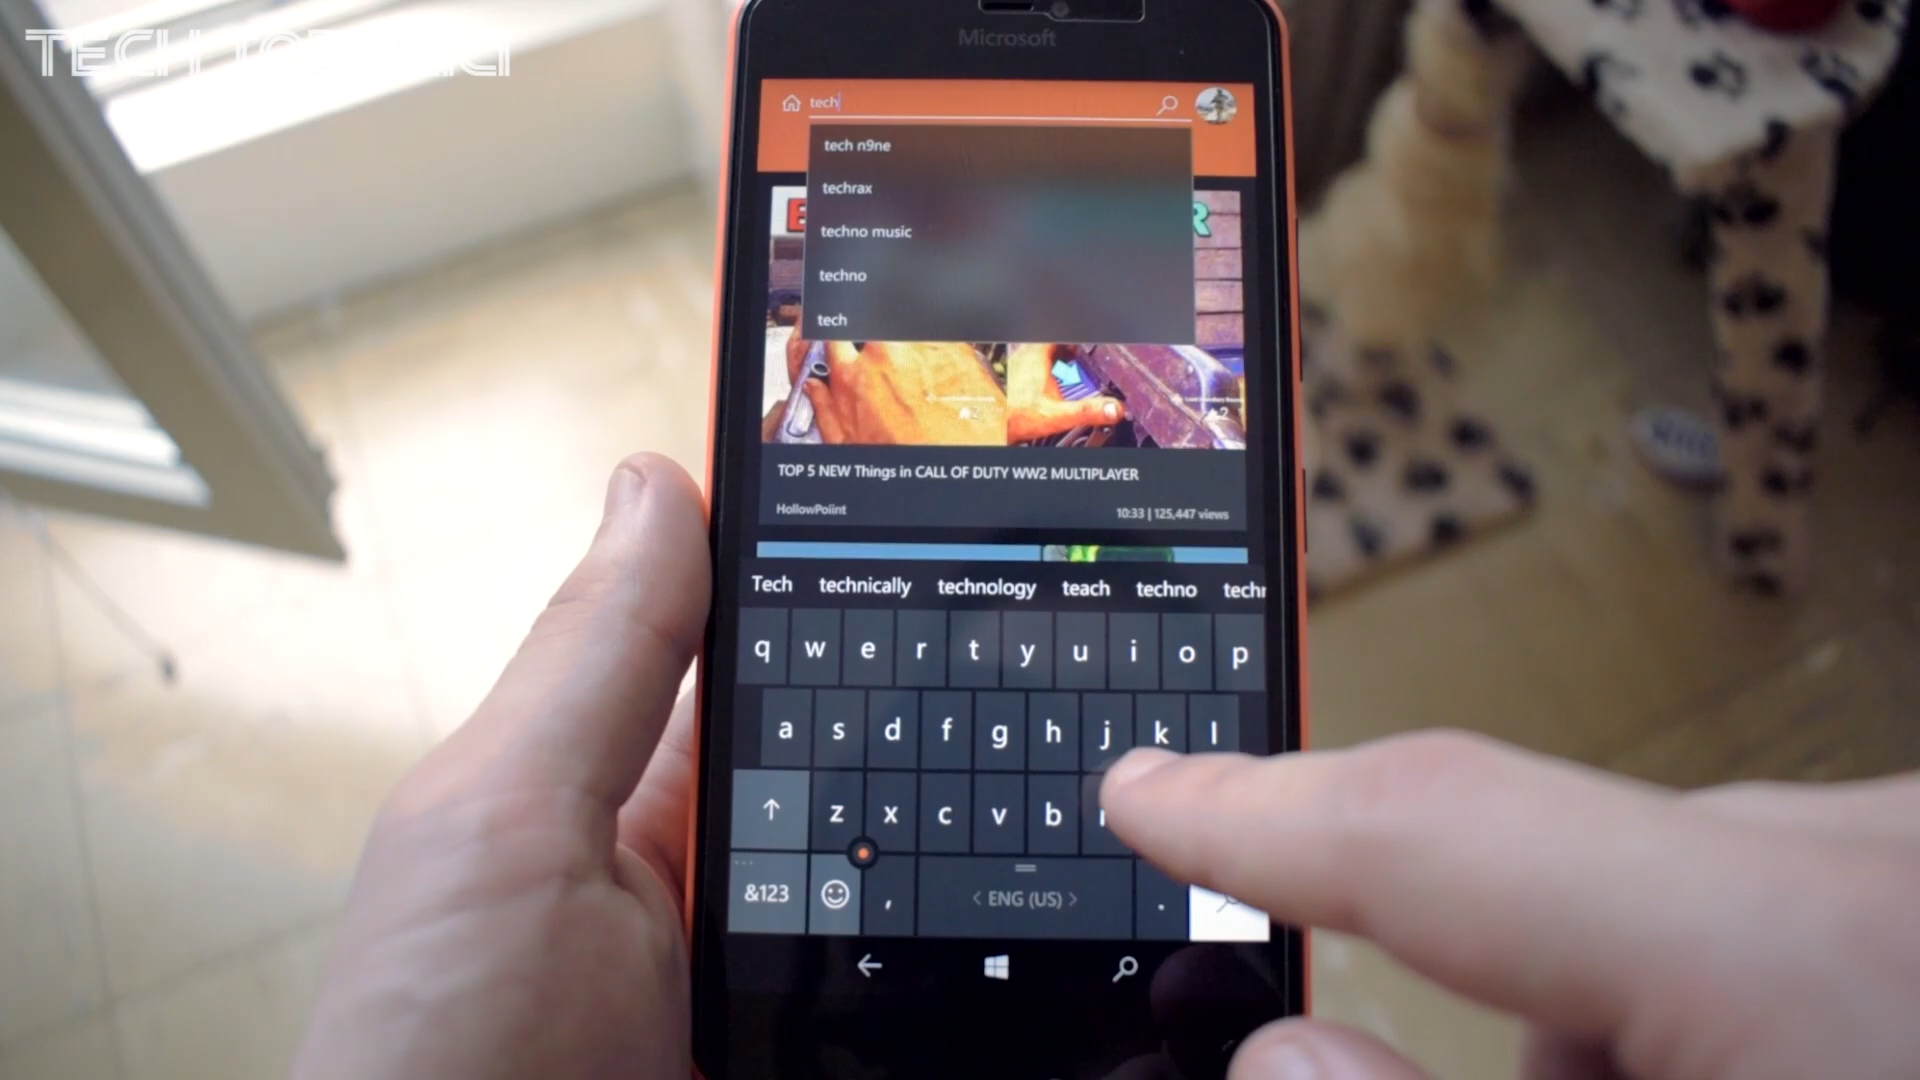 Microsoft
tech
tech n9ne
techrax
techno music
techno
tech
TOP 5 NEW Things in CALL OF DUTY WW2 MULTIPLAYER
HollowPoiint
10:33 | 125,447 views
Tech technically technology teach techno
q w e r t y u i o p
a s d f g h j k l
z x c v b
&123 , < ENG (US) > .